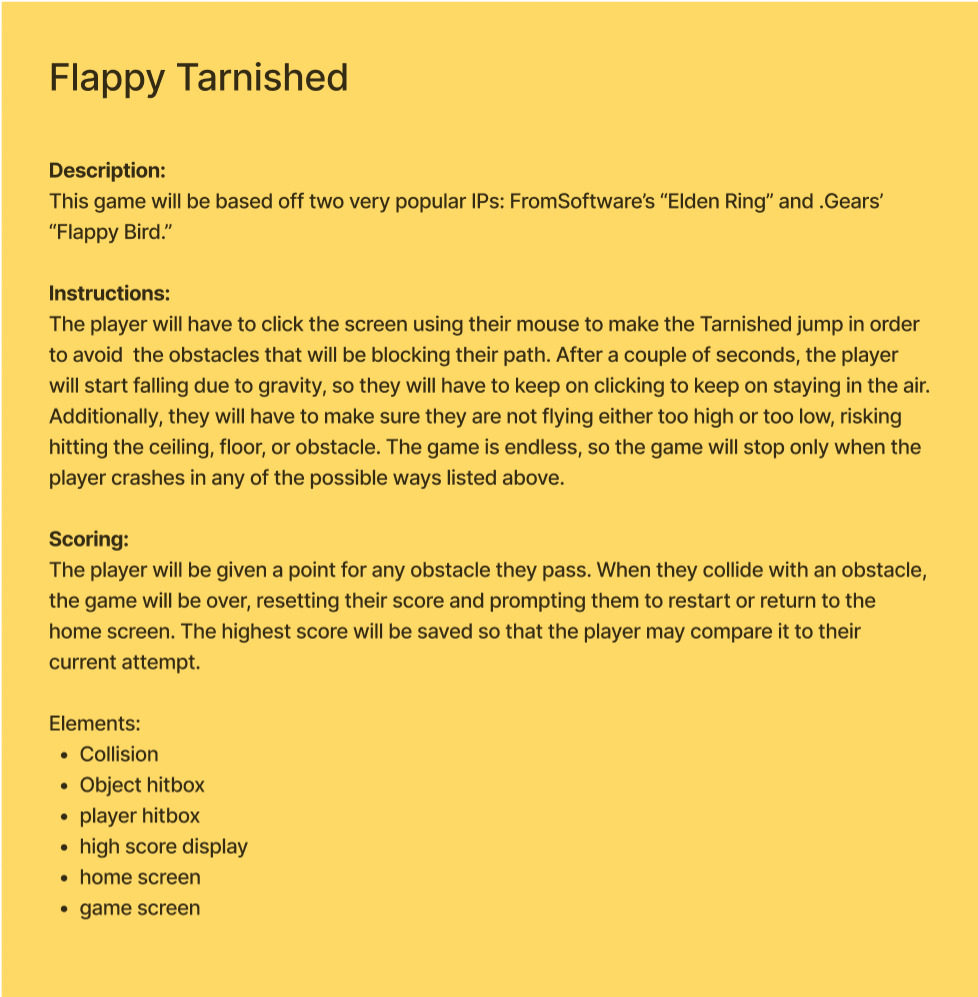 Flappy Tarnished
Description:
This game will be based off two very popular IPs: FromSoftware’s “Elden Ring” and .Gears’
“Flappy Bird.”
Instructions:
The player will have to click the screen using their mouse to make the Tarnished jump in order
to avoid  the obstacles that will be blocking their path. After a couple of seconds, the player
will start falling due to gravity, so they will have to keep on clicking to keep on staying in the air.
Additionally, they will have to make sure they are not flying either too high or too low, risking
hitting the ceiling, floor, or obstacle. The game is endless, so the game will stop only when the
player crashes in any of the possible ways listed above.
Scoring:
The player will be given a point for any obstacle they pass. When they collide with an obstacle,
the game will be over, resetting their score and prompting them to restart or return to the
home screen. The highest score will be saved so that the player may compare it to their
current attempt.
Elements:
• Collision
• Object hitbox
• player hitbox
• high score display
• home screen
• game screen